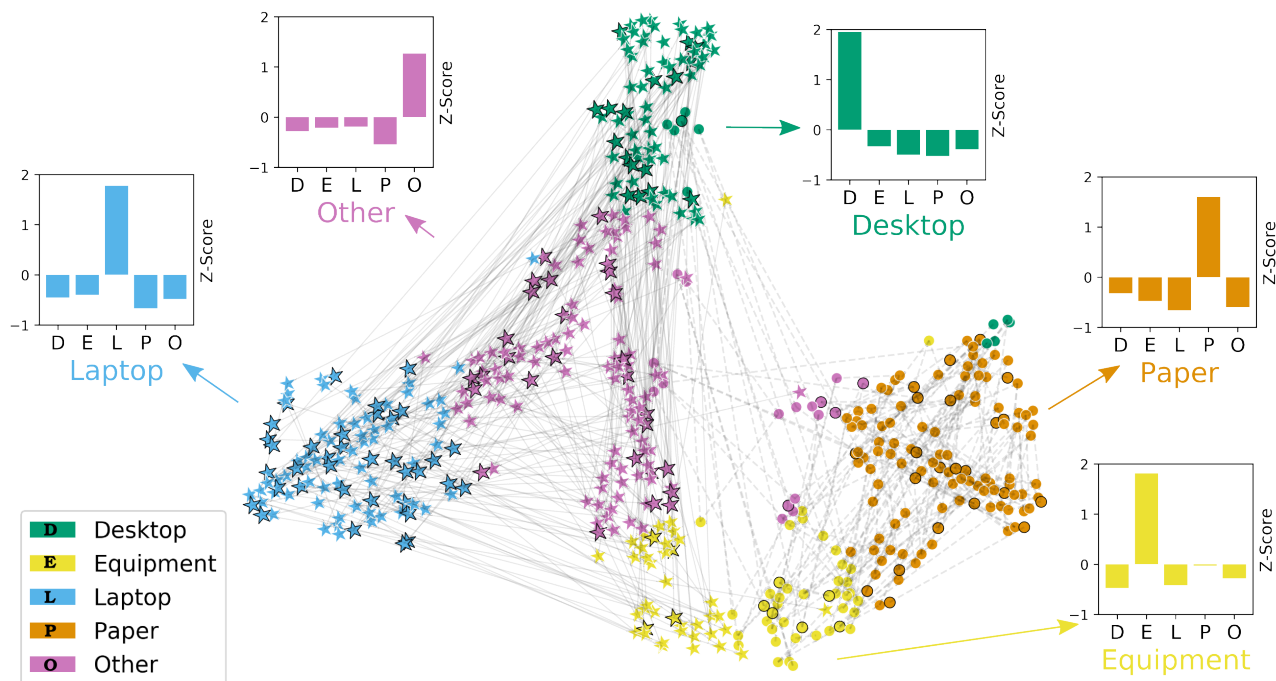 2
1
0
−1
D E L P O
Z-Score
Other
2
1
0
−1
D E L P O
Z-Score
Desktop
2
1
0
−1
D E L P O
Z-Score
Laptop
2
1
0
−1
D E L P O
Z-Score
Paper
2
1
0
−1
D E L P O
Z-Score
Equipment
D Desktop
E Equipment
L Laptop
P Paper
O Other